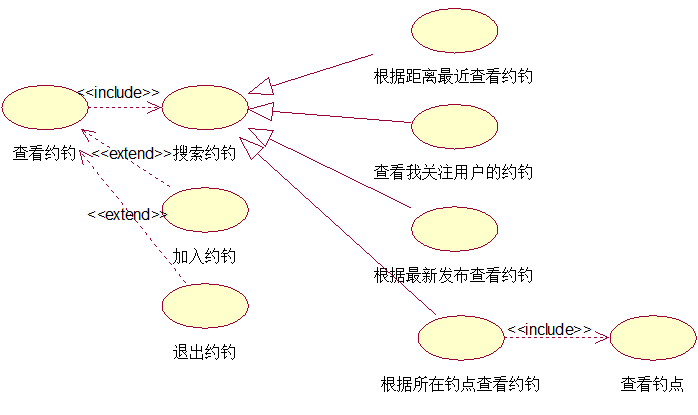 根据距离最近查看约钓
<<include>>
查看约钓
<<extend>>
搜索约钓
查看我关注用户的约钓
<<extend>>
加入约钓
根据最新发布查看约钓
退出约钓
<<include>>
根据所在钓点查看约钓
查看钓点